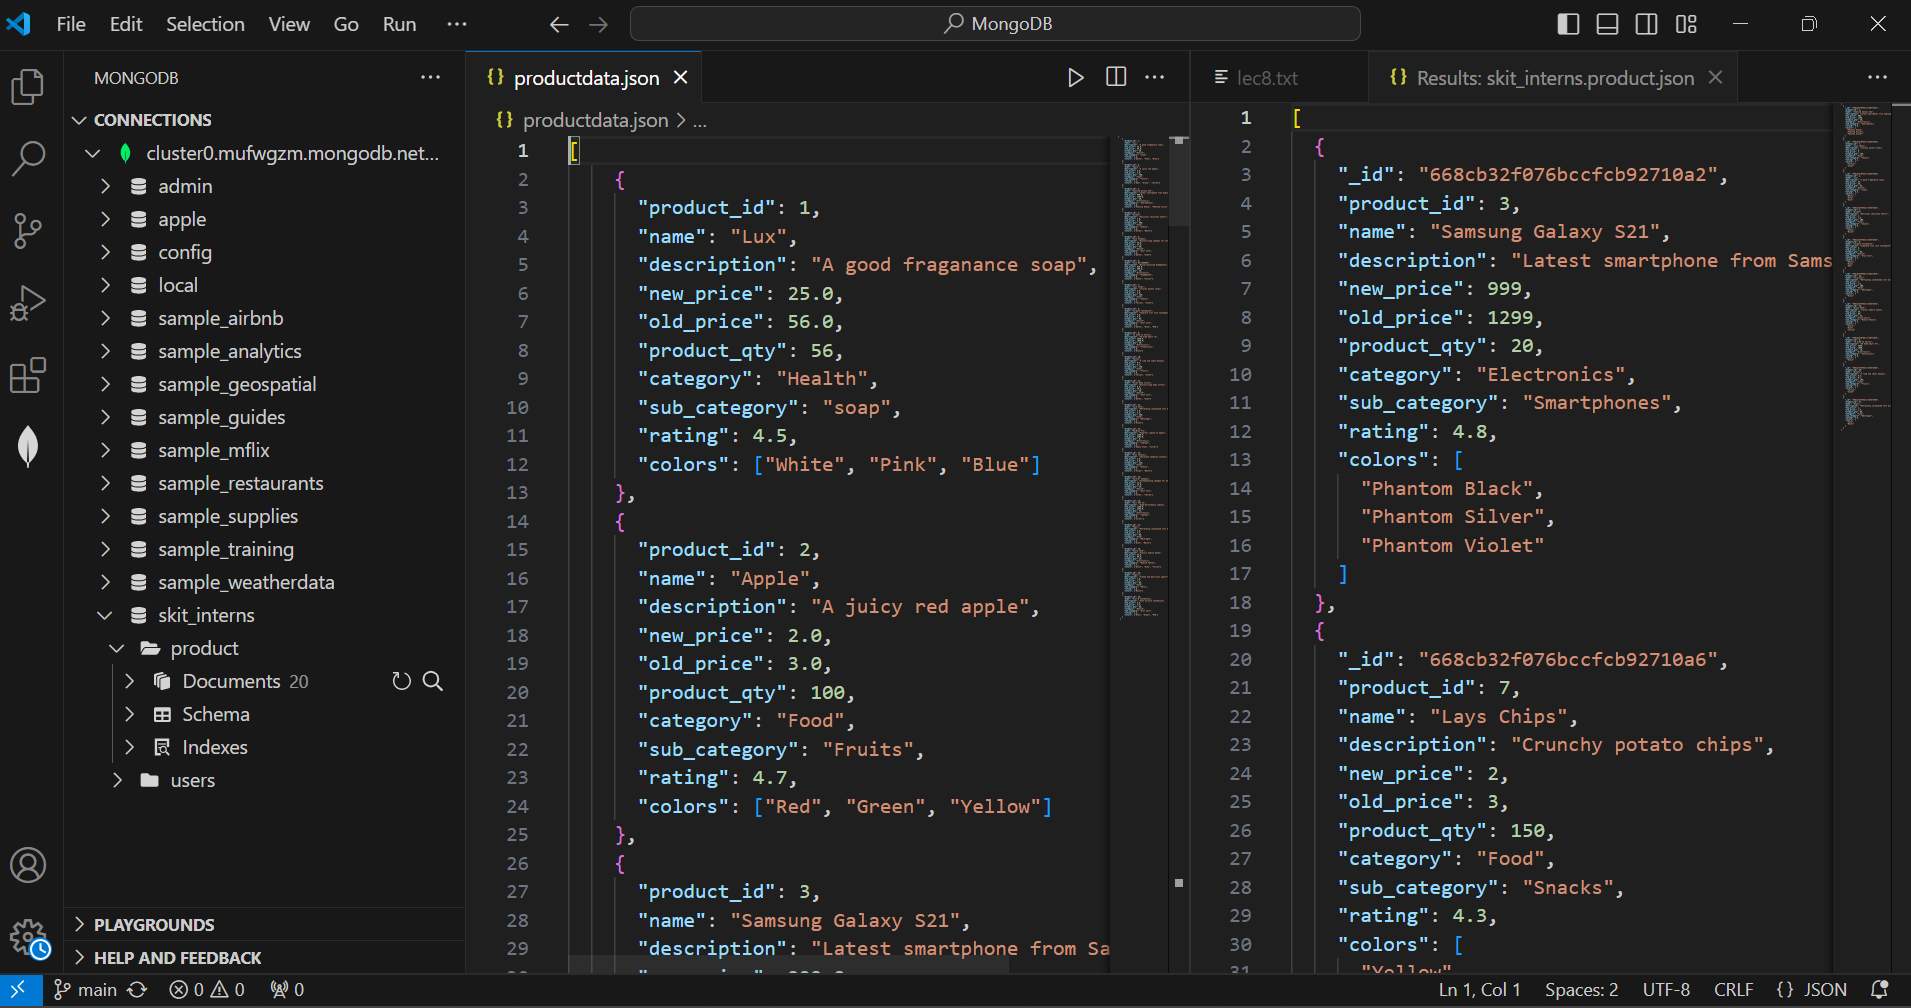 File Edit Selection View Go Run ... MongoDB
MONGODB ...
CONNECTIONS
cluster0.mufwgzm.mongodb.net...
admin
apple
config
local
sample_airbnb
sample_analytics
sample_geospatial
sample_guides
sample_mflix
sample_restaurants
sample_supplies
sample_training
sample_weatherdata
skit_interns
product
Documents 20
Schema
Indexes
users
PLAYGROUNDS
HELP AND FEEDBACK
{} productdata.json
{} productdata.json > ...
1 [
2 {
3 "product_id": 1,
4 "name": "Lux",
5 "description": "A good fraganance soap",
6 "new_price": 25.0,
7 "old_price": 56.0,
8 "product_qty": 56,
9 "category": "Health",
10 "sub_category": "soap",
11 "rating": 4.5,
12 "colors": ["White", "Pink", "Blue"]
13 },
14 {
15 "product_id": 2,
16 "name": "Apple",
17 "description": "A juicy red apple",
18 "new_price": 2.0,
19 "old_price": 3.0,
20 "product_qty": 100,
21 "category": "Food",
22 "sub_category": "Fruits",
23 "rating": 4.7,
24 "colors": ["Red", "Green", "Yellow"]
25 },
26 {
27 "product_id": 3,
28 "name": "Samsung Galaxy S21",
29 "description": "Latest smartphone from Sa
lec8.txt {} Results: skit_interns.product.json
1 [
2 {
3 "_id": "668cb32f076bccfcb92710a2",
4 "product_id": 3,
5 "name": "Samsung Galaxy S21",
6 "description": "Latest smartphone from Sams
7 "new_price": 999,
8 "old_price": 1299,
9 "product_qty": 20,
10 "category": "Electronics",
11 "sub_category": "Smartphones",
12 "rating": 4.8,
13 "colors": [
14 "Phantom Black",
15 "Phantom Silver",
16 "Phantom Violet"
17 ]
18 },
19 {
20 "_id": "668cb32f076bccfcb92710a6",
21 "product_id": 7,
22 "name": "Lays Chips",
23 "description": "Crunchy potato chips",
24 "new_price": 2,
25 "old_price": 3,
26 "product_qty": 150,
27 "category": "Food",
28 "sub_category": "Snacks",
29 "rating": 4.3,
30 "colors": [
31 "Yellow"
main 0 0 0 Ln 1, Col 1 Spaces: 2 UTF-8 CRLF {} JSON